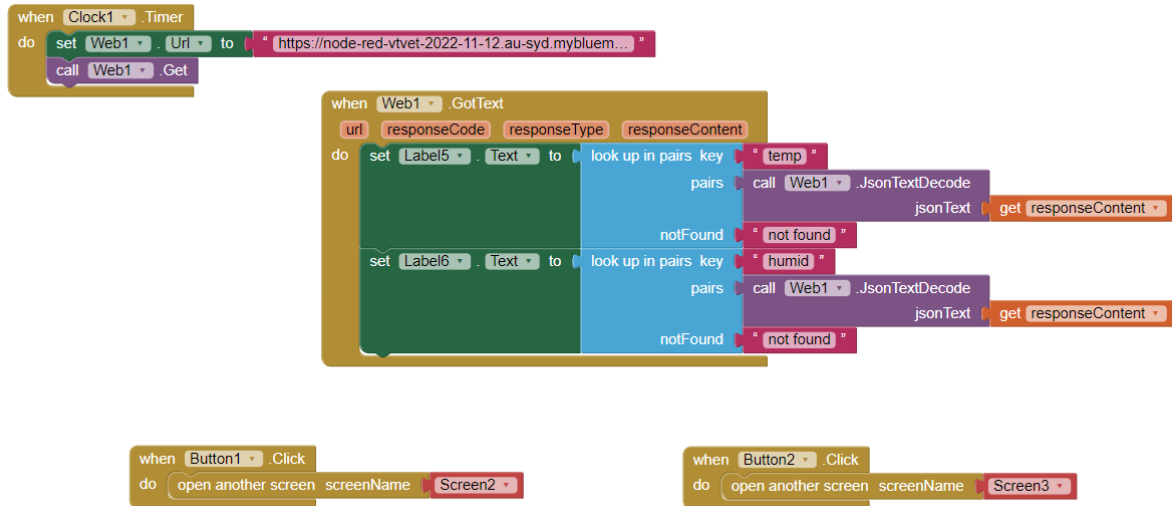 when Clock1 .Timer
do set Web1 . Url to " https://node-red-vtvet-2022-11-12.au-syd.mybluem... "
call Web1 .Get
when Web1 .GotText
url responseCode responseType responseContent
do set Label5 . Text to look up in pairs key " temp "
pairs call Web1 .JsonTextDecode
jsonText get responseContent
notFound " not found "
set Label6 . Text to look up in pairs key " humid "
pairs call Web1 .JsonTextDecode
jsonText get responseContent
notFound " not found "
when Button1 .Click
do open another screen screenName Screen2
when Button2 .Click
do open another screen screenName Screen3